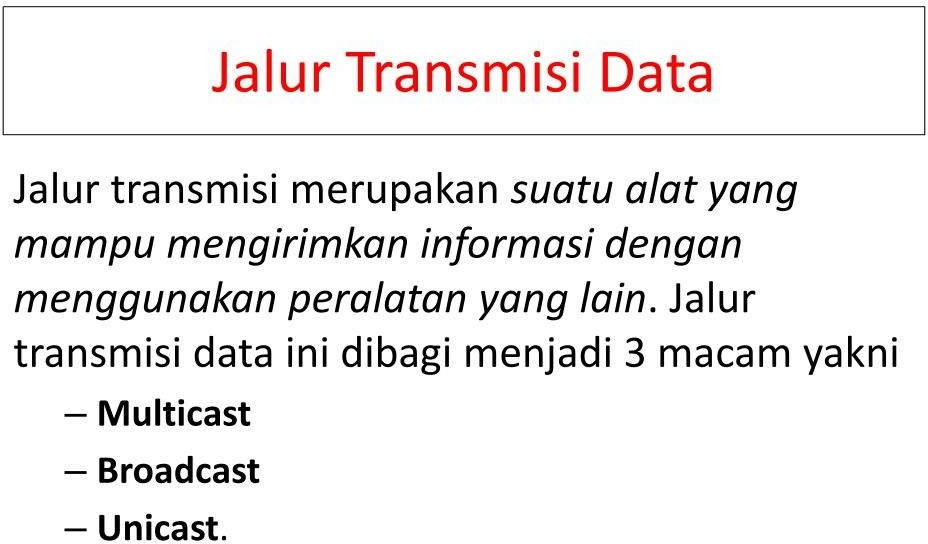 Jalur Transmisi Data
Jalur transmisi merupakan suatu alat yang
mampu mengirimkan informasi dengan
menggunakan peralatan yang lain. Jalur
transmisi data ini dibagi menjadi 3 macam yakni
– Multicast
– Broadcast
– Unicast.